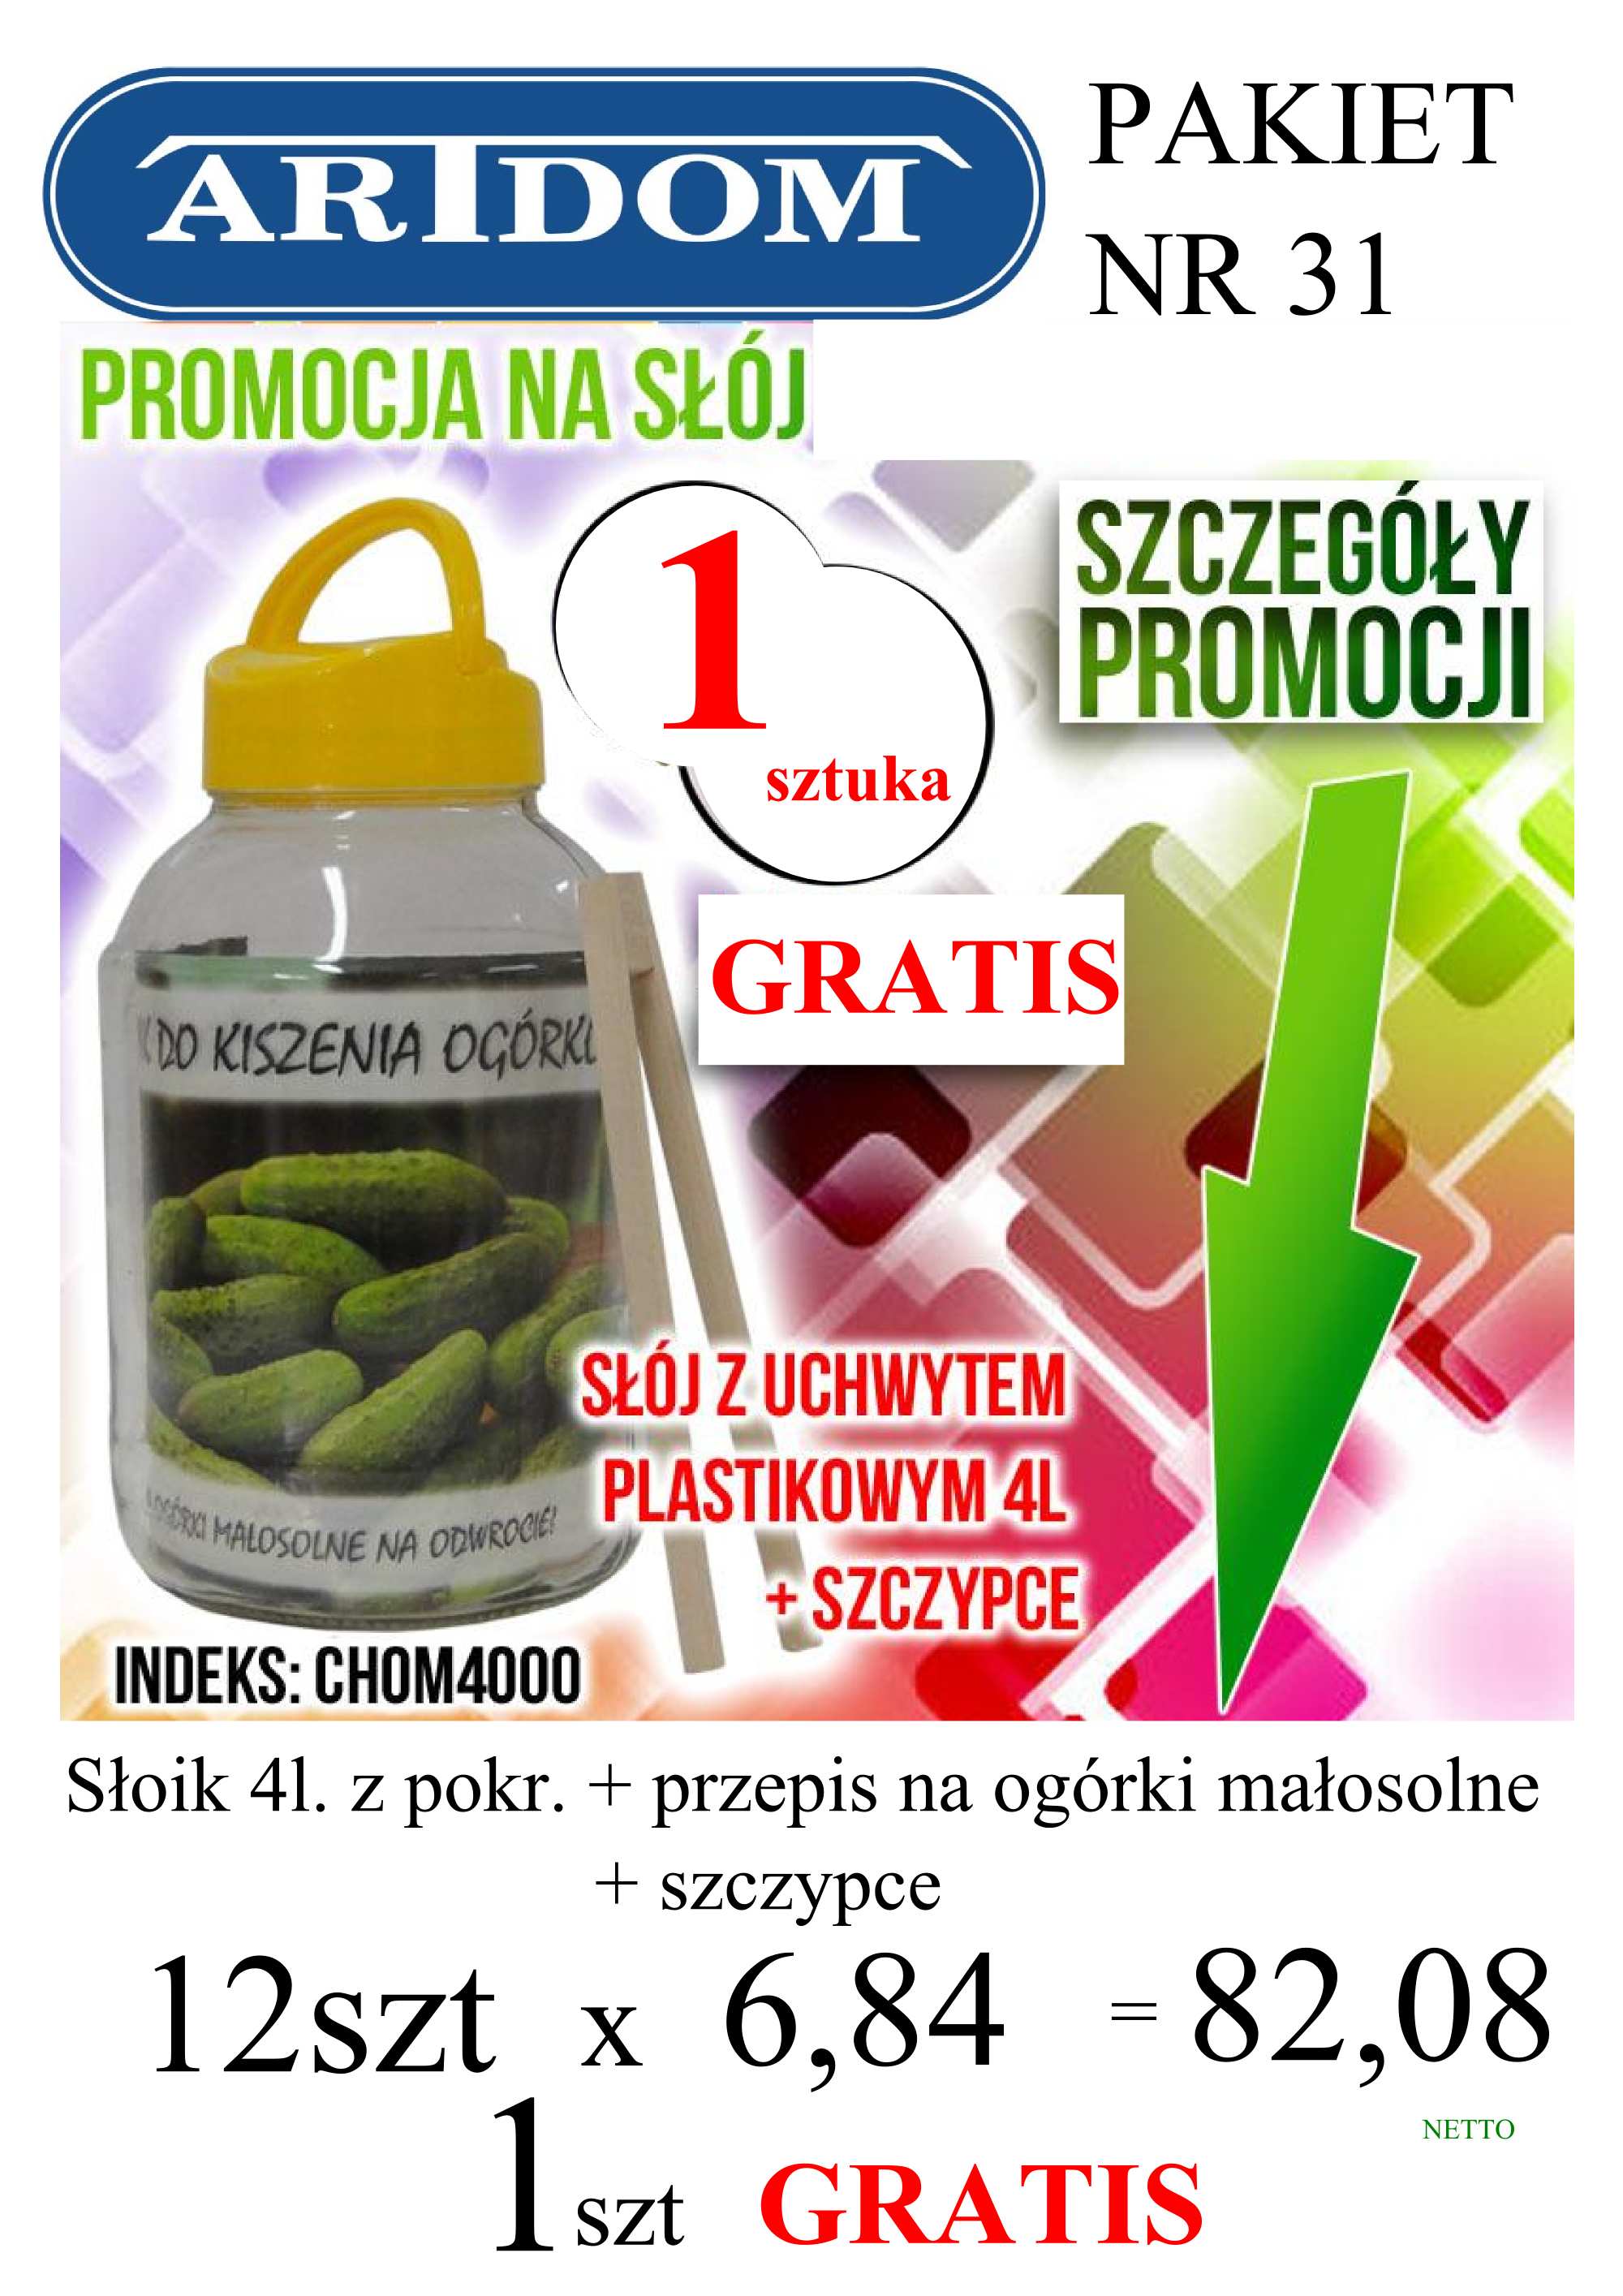 ARTDOM
PAKIET
NR 31
PROMOCJA NA SŁÓJ
1
sztuka
GRATIS
SZCZEGÓŁY
PROMOCJI
DO KISZENIA
OGÓRKI MAŁOSOLNE NA ODWROCIE!
SŁÓJ Z UCHWYTEM
PLASTIKOWYM 4L
+ SZCZYPCE
INDEKS: CHOM4000
Słoik 4l. z pokr. + przepis na ogórki małosolne
+ szczypce
12szt x 6,84 = 82,08
NETTO
1 szt GRATIS